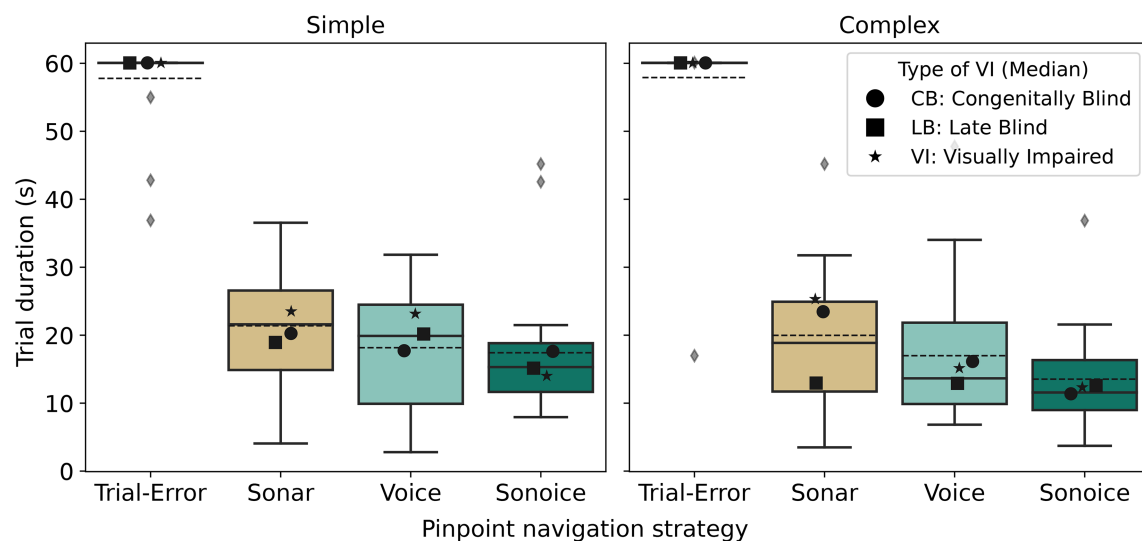 Simple
Complex
Trial duration (s)
60
50
40
30
20
10
0
Type of VI (Median)
CB: Congenitally Blind
LB: Late Blind
VI: Visually Impaired
Trial-Error Sonar Voice Sonoice
Trial-Error Sonar Voice Sonoice
Pinpoint navigation strategy